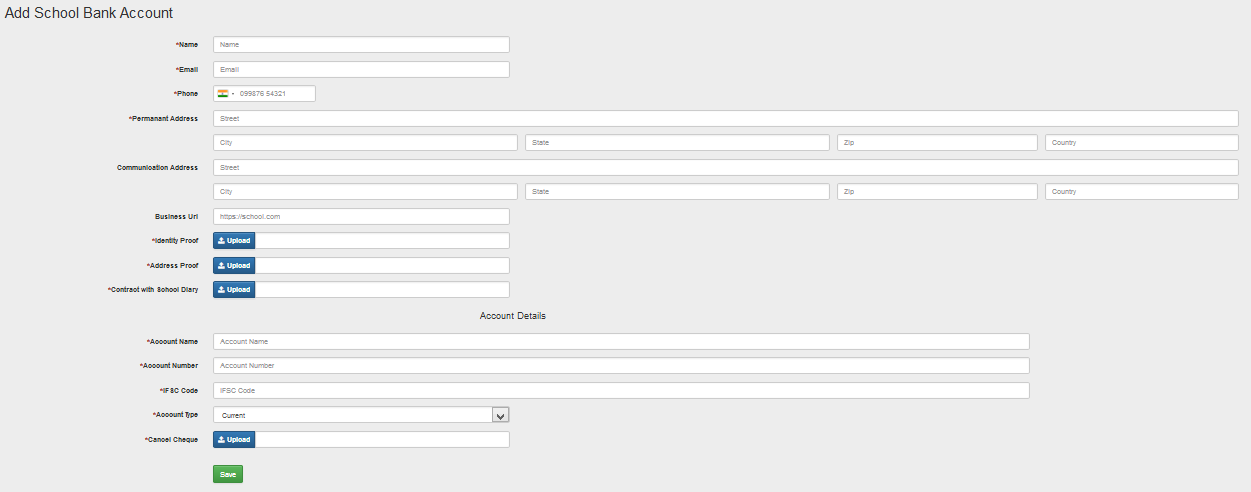 Add School Bank Account
*Name Name
*Email Email
*Phone 099876 54321
*Permanant Address Street
City State Zip Country
Communication Address Street
City State Zip Country
Business Url https://school.com
*Identity Proof Upload
*Address Proof Upload
*Contract with School Diary Upload
Account Details
*Account Name Account Name
*Account Number Account Number
*IFSC Code IFSC Code
*Account Type Current
*Cancel Cheque Upload
Save